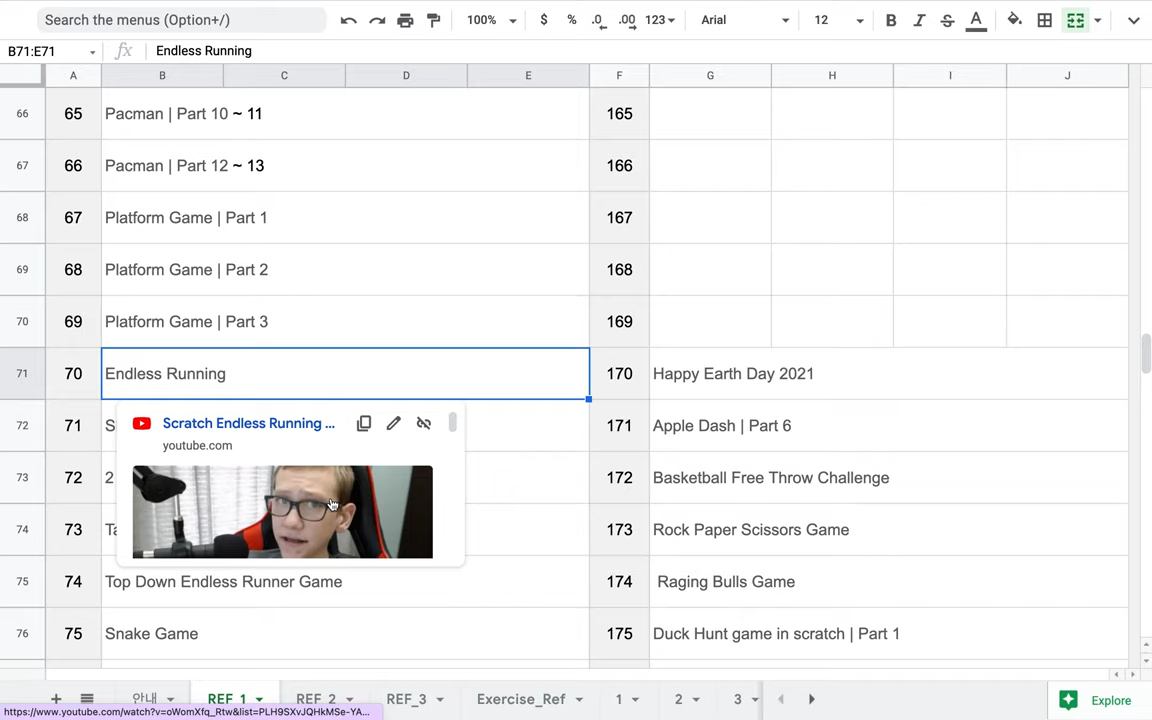 Search the menus (Option+/)
100% $ % .0 .00 123 Arial 12 B I S A
B71:E71 fx Endless Running
A B C D E F G H I J
66 65 Pacman | Part 10 ~ 11 165
67 66 Pacman | Part 12 ~ 13 166
68 67 Platform Game | Part 1 167
69 68 Platform Game | Part 2 168
70 69 Platform Game | Part 3 169
71 70 Endless Running 170 Happy Earth Day 2021
72 71 S Scratch Endless Running ... 171 Apple Dash | Part 6
youtube.com
73 72 2 172 Basketball Free Throw Challenge
74 73 Ta 173 Rock Paper Scissors Game
75 74 Top Down Endless Runner Game 174 Raging Bulls Game
76 75 Snake Game 175 Duck Hunt game in scratch | Part 1
+ 안내 REF_1 REF_2 REF_3 Exercise_Ref 1 2 3 Explore
https://www.youtube.com/watch?v=oWomXfq_Rtw&list=PLH9SXvJQHkMSe-YA...